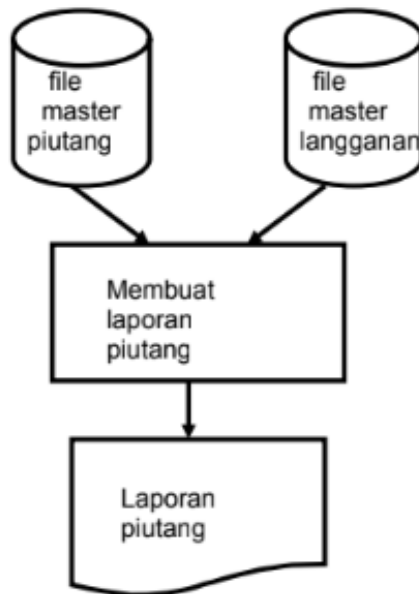 file
master
piutang
file
master
langganan
Membuat
laporan
piutang
Laporan
piutang